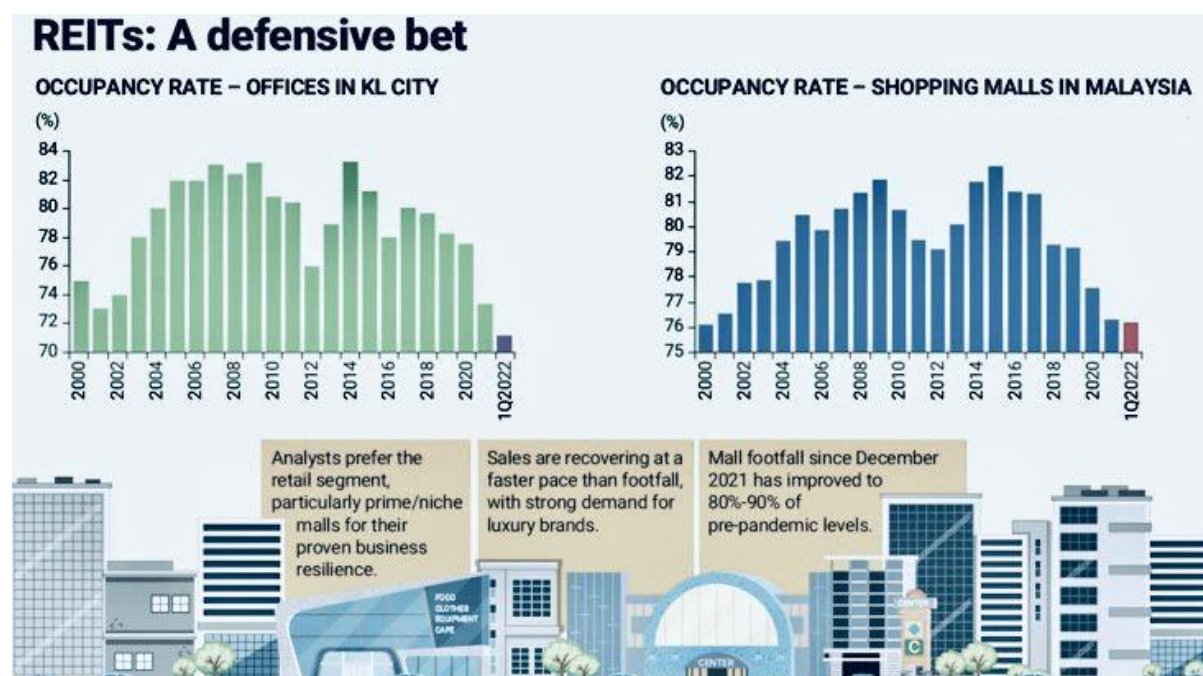 REITs: A defensive bet
OCCUPANCY RATE – OFFICES IN KL CITY
(%)
84
82
80
78
76
74
72
70
2000
2002
2004
2006
2008
2010
2012
2014
2016
2018
2020
1Q2022
OCCUPANCY RATE – SHOPPING MALLS IN MALAYSIA
(%)
83
82
81
80
79
78
77
76
75
2000
2002
2004
2006
2008
2010
2012
2014
2016
2018
2020
1Q2022
Analysts prefer the
retail segment,
particularly prime/niche
malls for their
proven business
resilience.
Sales are recovering at a
faster pace than footfall,
with strong demand for
luxury brands.
Mall footfall since December
2021 has improved to
80%-90% of
pre-pandemic levels.
FOOD
CLOTHES
EQUIPMENT
CAFE
CENTER
CENTER
C